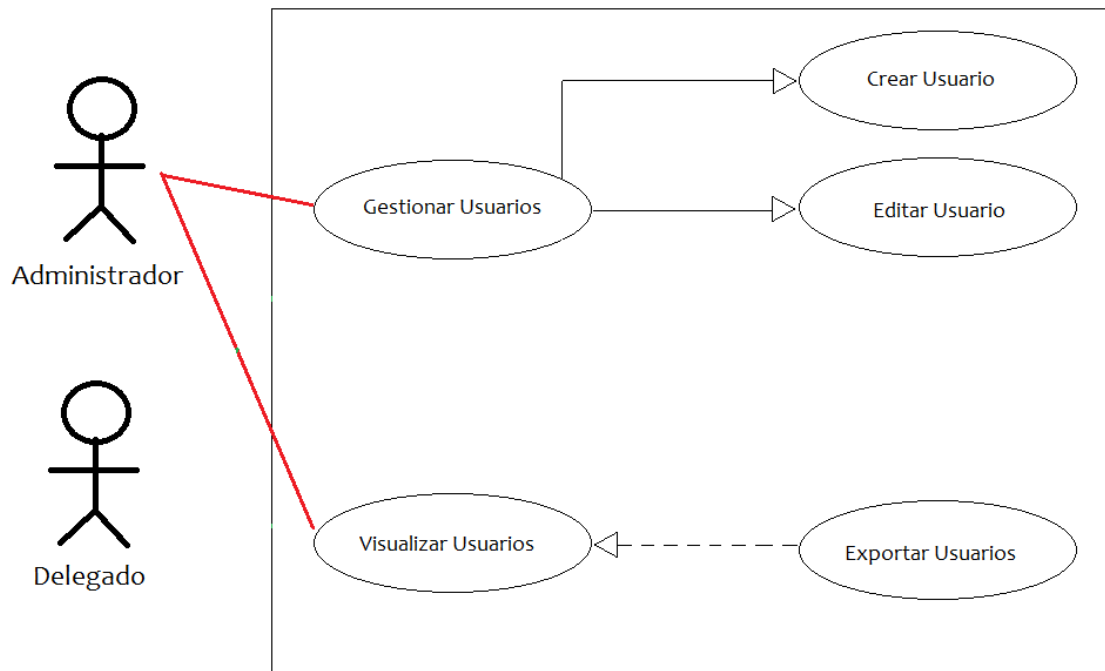 Crear Usuario
Gestionar Usuarios
Editar Usuario
Administrador
Visualizar Usuarios
Exportar Usuarios
Delegado